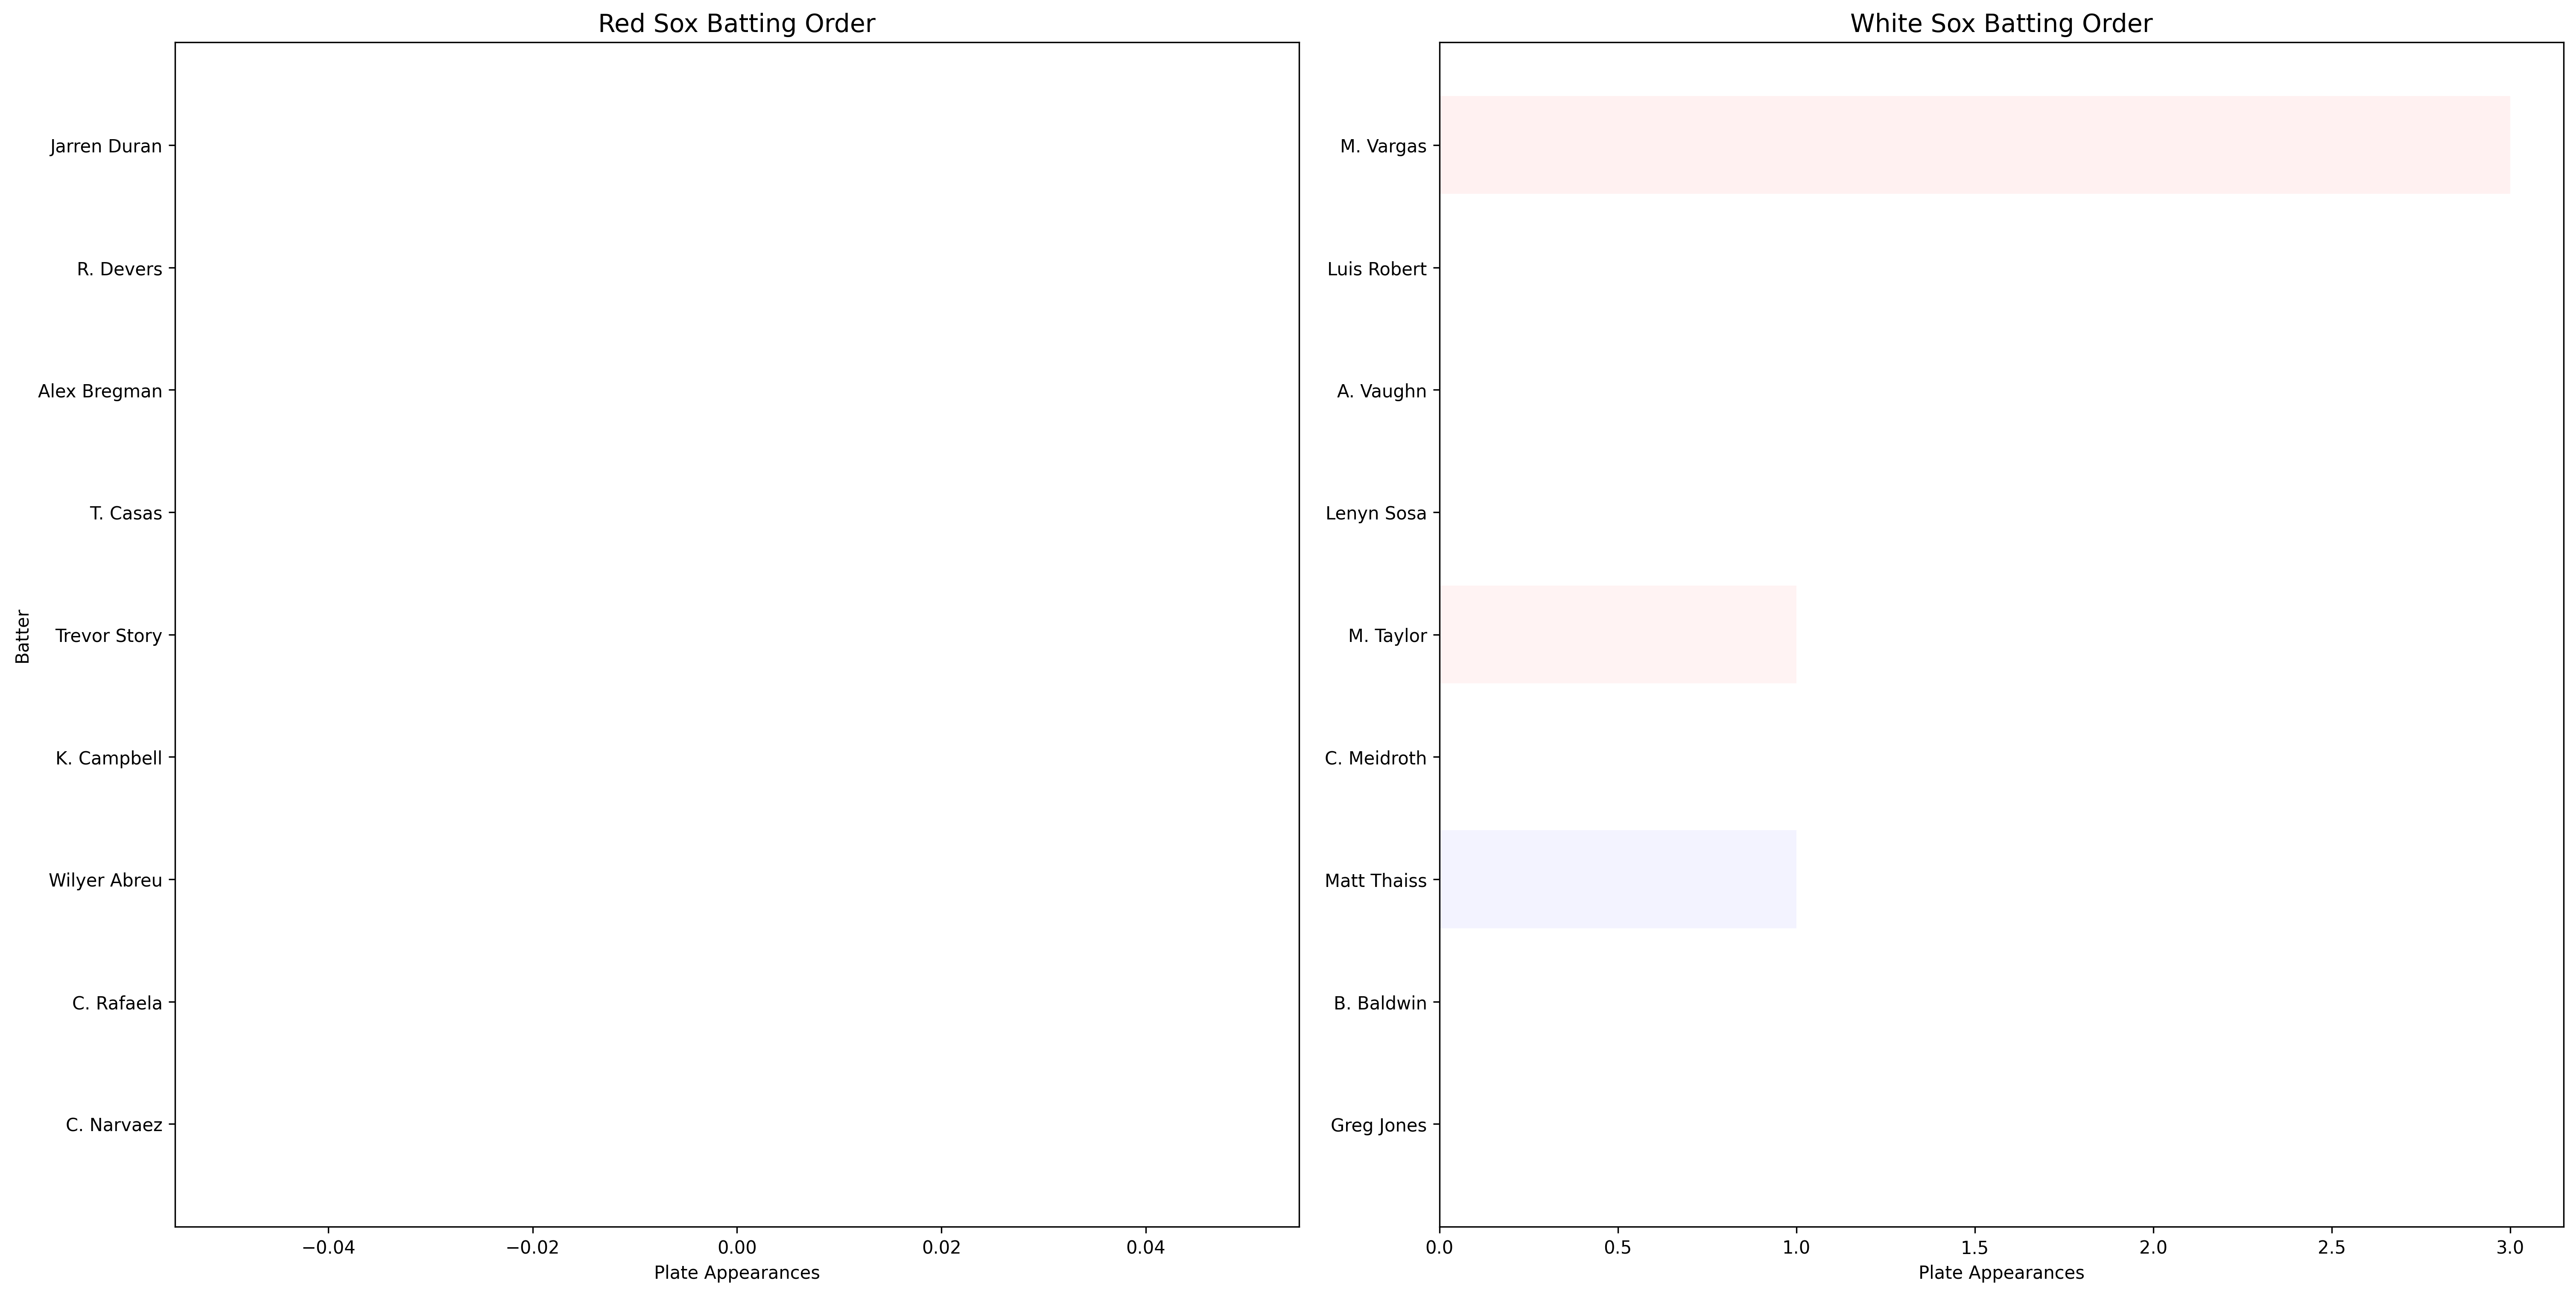 Red Sox Batting Order
Batter
Jarren Duran
R. Devers
Alex Bregman
T. Casas
Trevor Story
K. Campbell
Wilyer Abreu
C. Rafaela
C. Narvaez
−0.04
−0.02
0.00
0.02
0.04
Plate Appearances
White Sox Batting Order
M. Vargas
Luis Robert
A. Vaughn
Lenyn Sosa
M. Taylor
C. Meidroth
Matt Thaiss
B. Baldwin
Greg Jones
0.0
0.5
1.0
1.5
2.0
2.5
3.0
Plate Appearances